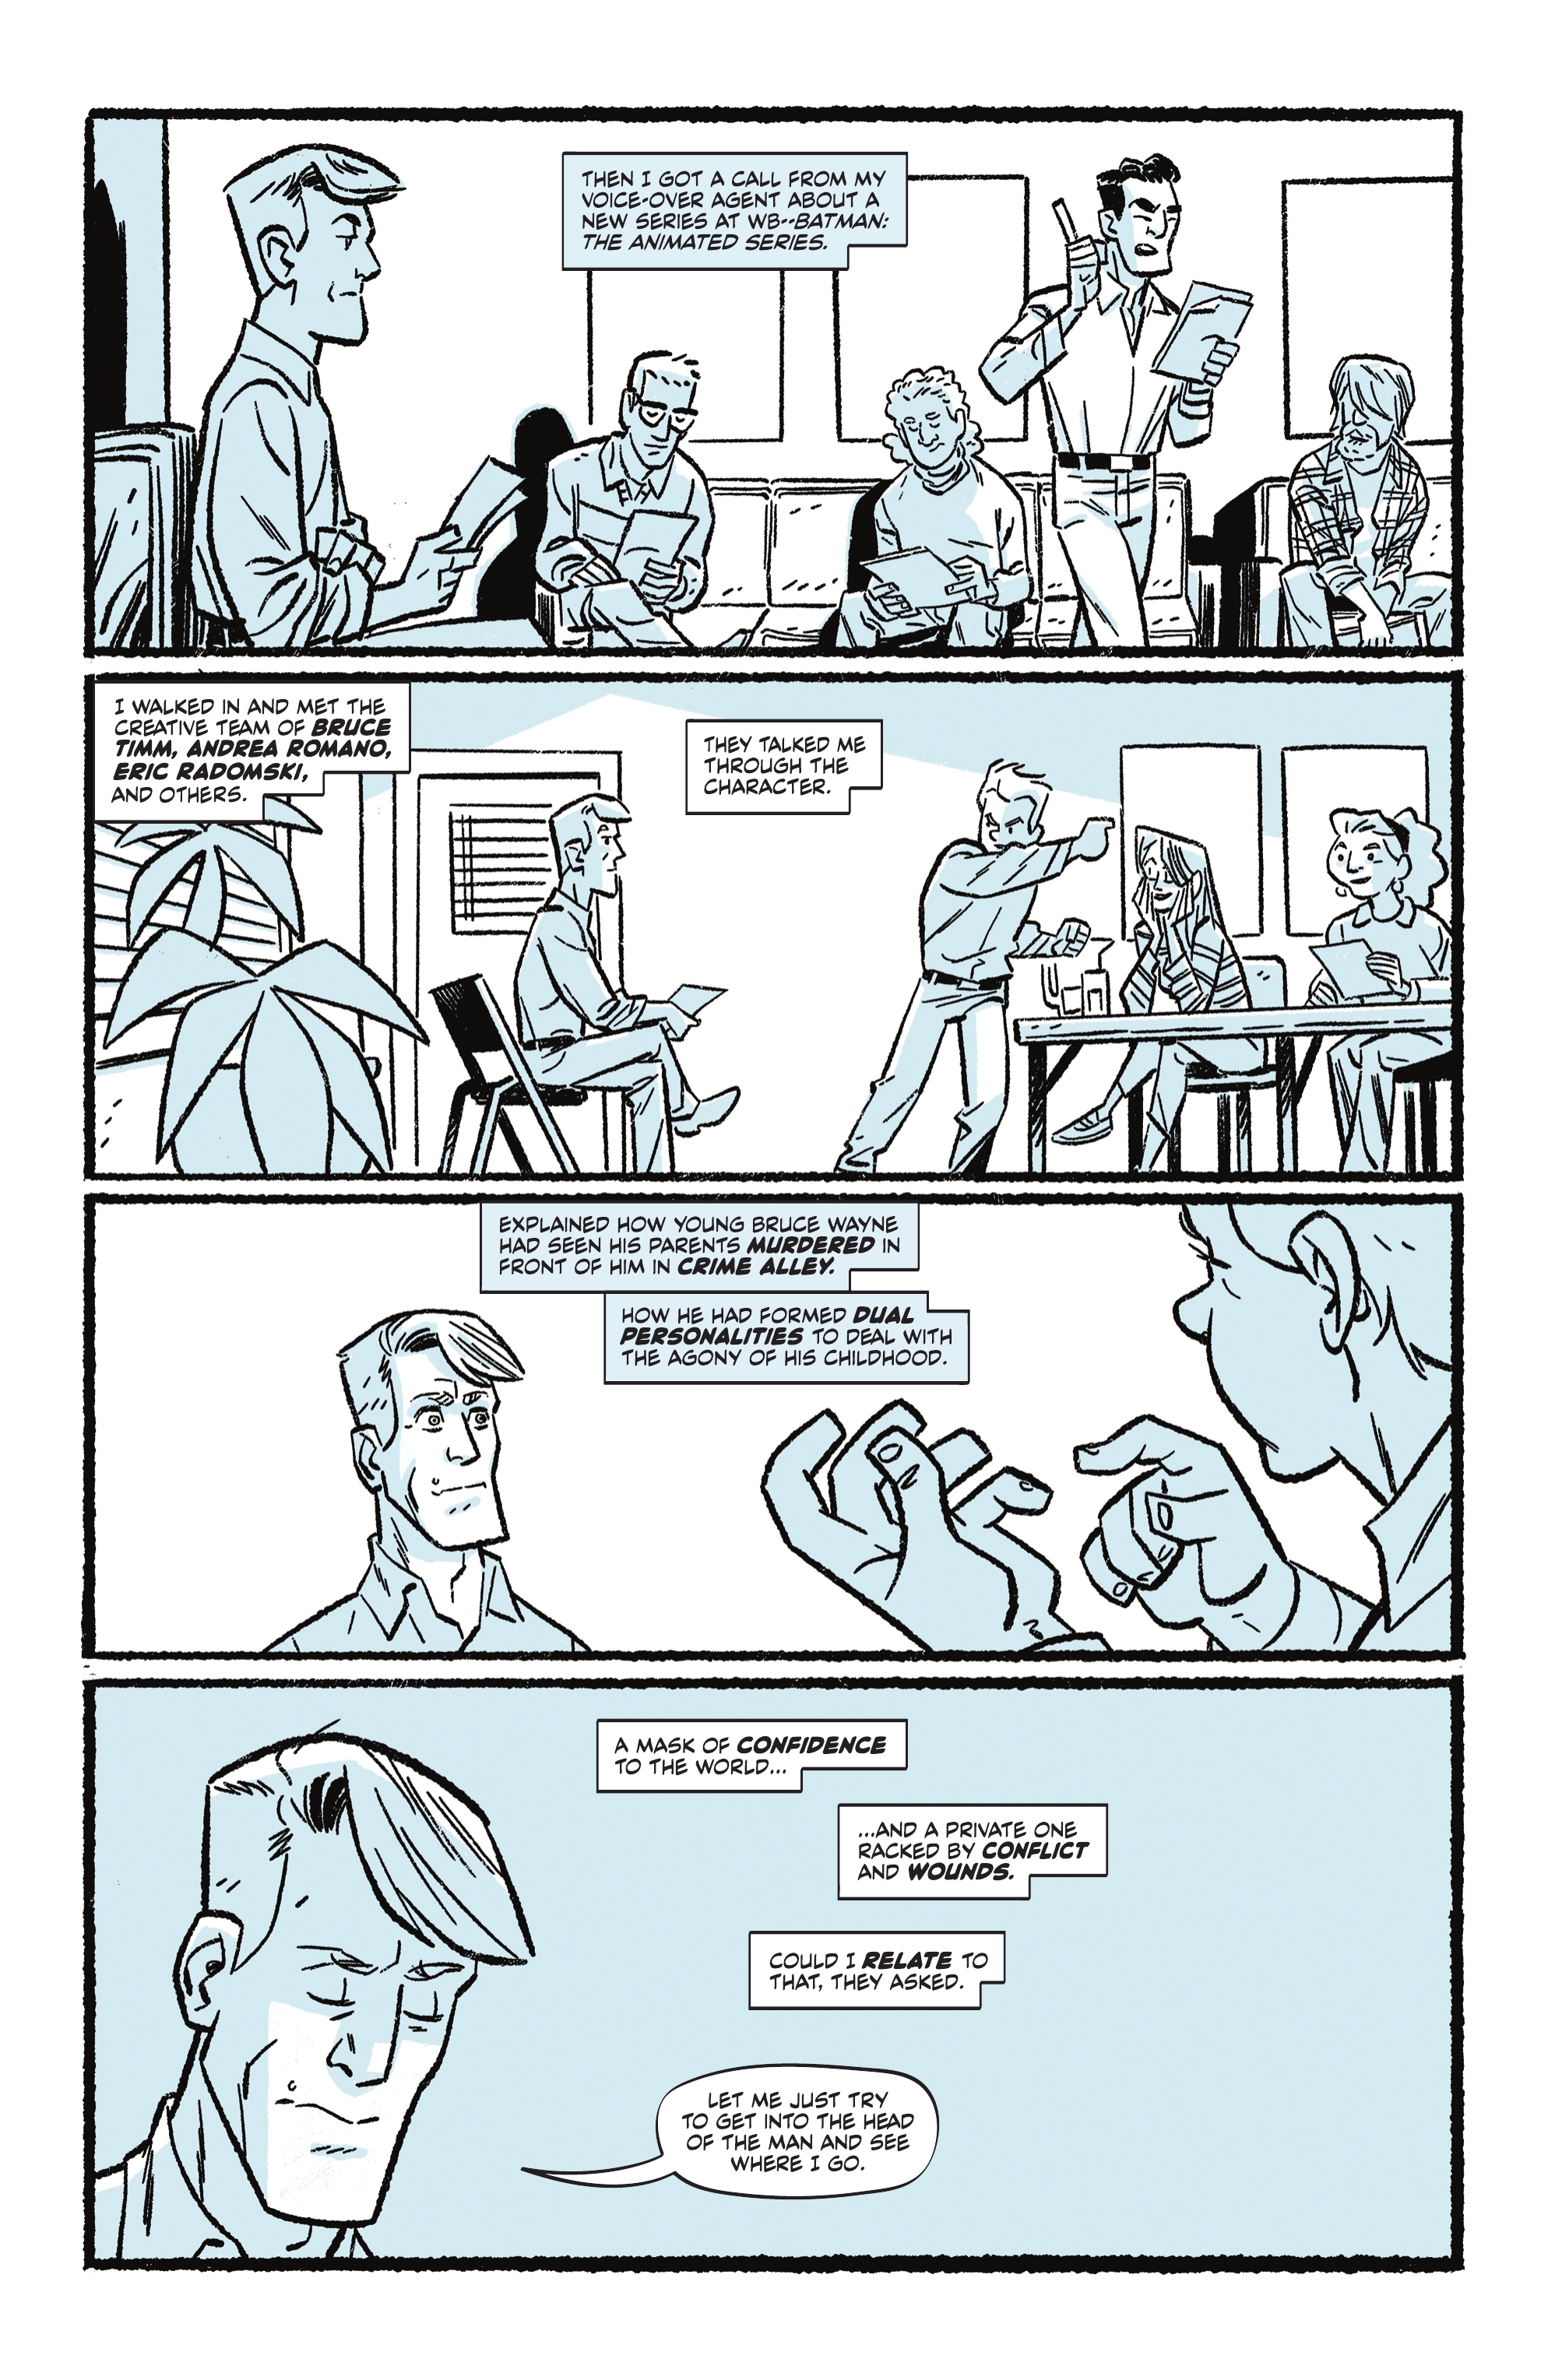 THEN I GOT A CALL FROM MY
VOICE-OVER AGENT ABOUT A
NEW SERIES AT WB--BATMAN:
THE ANIMATED SERIES.
I WALKED IN AND MET THE
CREATIVE TEAM OF BRUCE
TIMM, ANDREA ROMANO,
ERIC RADOMSKI,
AND OTHERS.
THEY TALKED ME
THROUGH THE
CHARACTER.
EXPLAINED HOW YOUNG BRUCE WAYNE
HAD SEEN HIS PARENTS MURDERED IN
FRONT OF HIM IN CRIME ALLEY.
HOW HE HAD FORMED DUAL
PERSONALITIES TO DEAL WITH
THE AGONY OF HIS CHILDHOOD.
A MASK OF CONFIDENCE
TO THE WORLD...
...AND A PRIVATE ONE
RACKED BY CONFLICT
AND WOUNDS.
COULD I RELATE TO
THAT, THEY ASKED.
LET ME JUST TRY
TO GET INTO THE HEAD
OF THE MAN AND SEE
WHERE I GO.